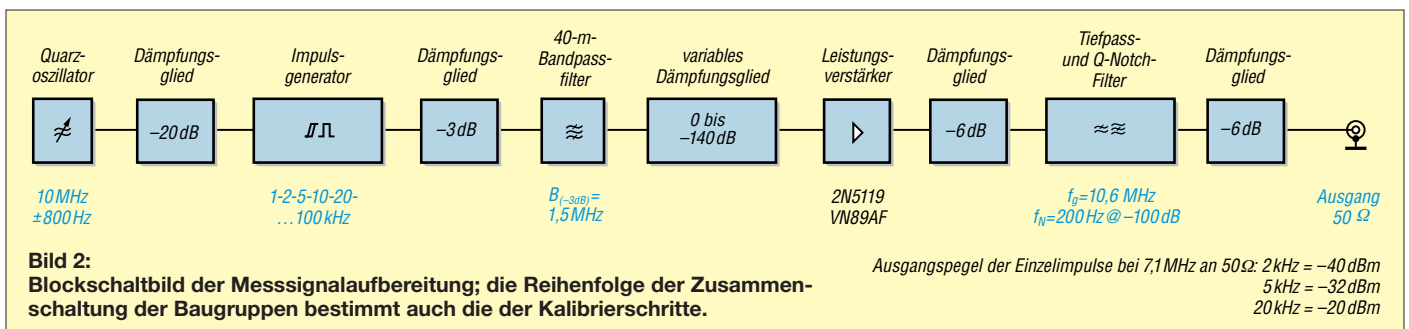 Quarz-
oszillator
Dämpfungs-
glied
Impuls-
generator
Dämpfungs-
glied
40-m-
Bandpass-
filter
variables
Dämpfungsglied
Leistungs-
verstärker
Dämpfungs-
glied
Tiefpass-
und Q-Notch-
Filter
Dämpfungs-
glied
–20 dB
–3 dB
0 bis
–140 dB
–6 dB
–6 dB
10 MHz
±800 Hz
1-2-5-10-20-
…100 kHz
B(–3dB)=
1,5 MHz
2N5119
VN89AF
fg=10,6 MHz
fN=200 Hz @ –100 dB
Ausgang
50 Ω
Bild 2:
Blockschaltbild der Messsignalaufbereitung; die Reihenfolge der Zusammen-
schaltung der Baugruppen bestimmt auch die der Kalibrierschritte.
Ausgangspegel der Einzelimpulse bei 7,1 MHz an 50 Ω: 2 kHz = –40 dBm
5 kHz = –32 dBm
20 kHz = –20 dBm